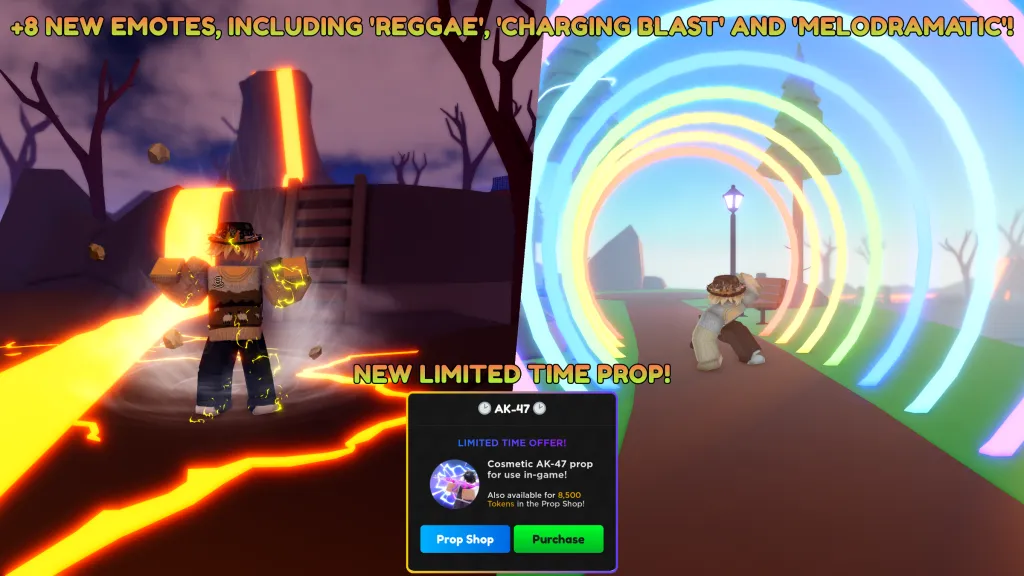 +8 NEW EMOTES, INCLUDING 'REGGAE', 'CHARGING BLAST' AND 'MELODRAMATIC'!
NEW LIMITED TIME PROP!
AK-47
LIMITED TIME OFFER!
Cosmetic AK-47 prop
for use in-game!
Also available for 8,500
Tokens in the Prop Shop!
Prop Shop
Purchase